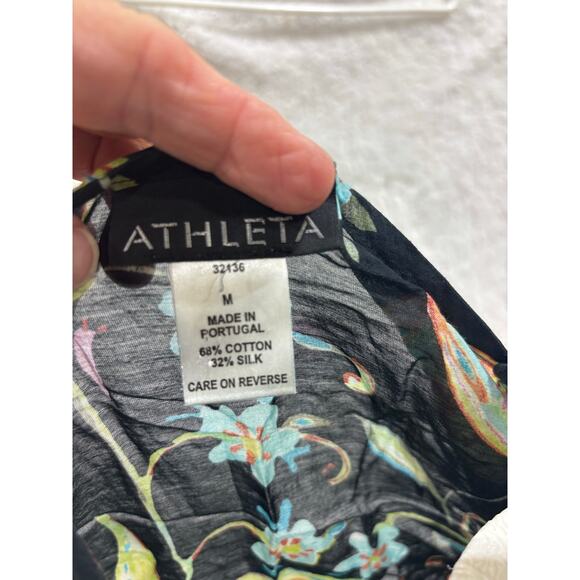 ATHLETA
32136
M
MADE IN
PORTUGAL
68% COTTON
32% SILK
CARE ON REVERSE